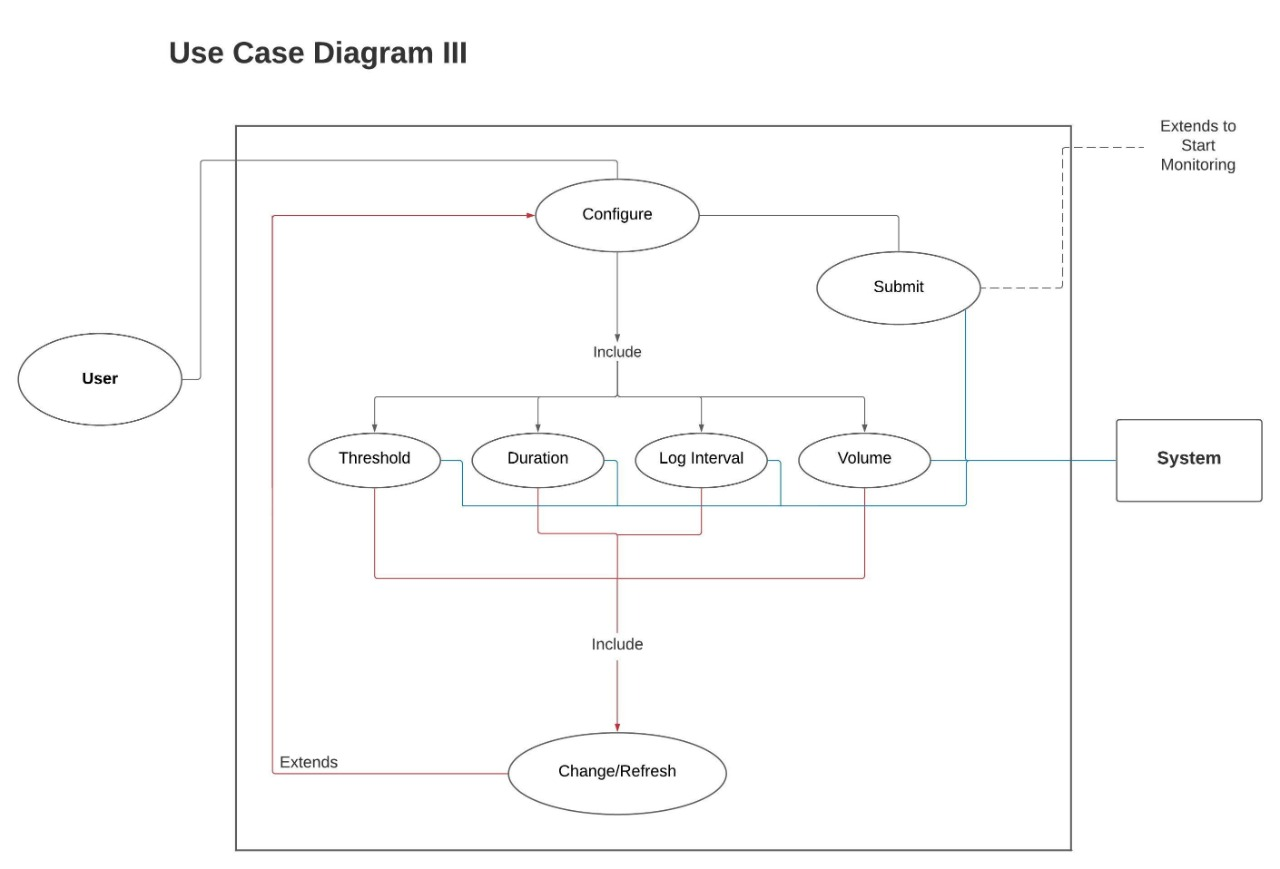 Use Case Diagram III
Extends to
Start
Monitoring
Configure
Submit
Include
User
Threshold
Duration
Log Interval
Volume
System
Include
Extends
Change/Refresh